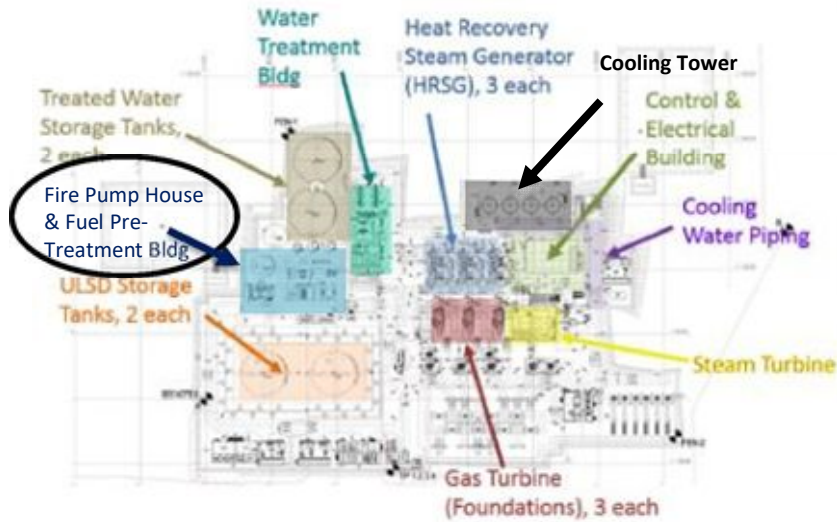 Water
Treatment
Bldg
Heat Recovery
Steam Generator
(HRSG), 3 each
Cooling Tower
Treated Water
Storage Tanks,
2 each
Control &
Electrical
Building
Fire Pump House
& Fuel Pre-
Treatment Bldg
Cooling
Water Piping
ULSD Storage
Tanks, 2 each
Steam Turbine
Gas Turbine
(Foundations), 3 each